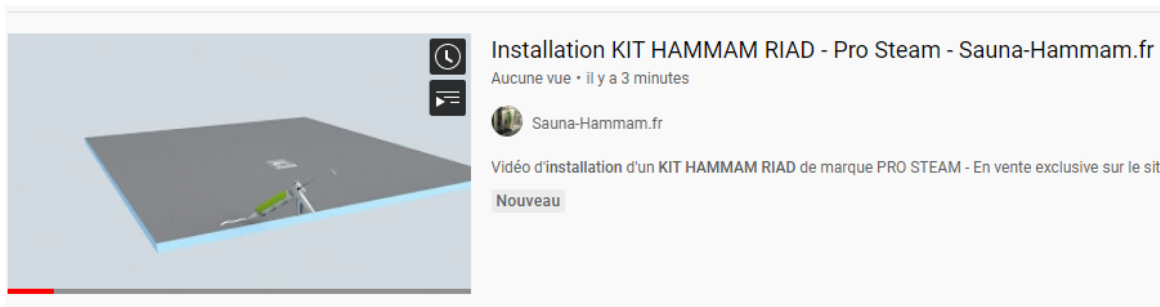 Installation KIT HAMMAM RIAD - Pro Steam - Sauna-Hammam.fr
Aucune vue • il y a 3 minutes
Sauna-Hammam.fr
Vidéo d'installation d'un KIT HAMMAM RIAD de marque PRO STEAM - En vente exclusive sur le sit
Nouveau